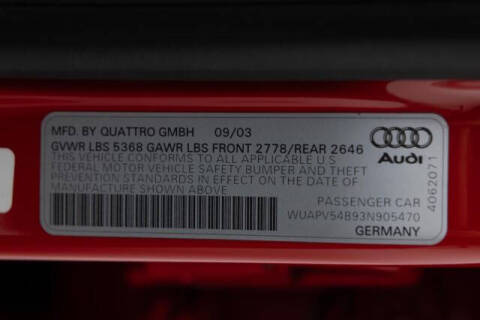 MFD. BY QUATTRO GMBH 09/03
GVWR LBS 5368 GAWR LBS FRONT 2778/REAR 2646
THIS VEHICLE CONFORMS TO ALL APPLICABLE U.S
FEDERAL MOTOR VEHICLE SAFETY BUMPER AND THEFT
PREVENTION STANDARDS IN EFFECT ON THE DATE OF
MANUFACTURE SHOWN ABOVE
PASSENGER CAR
WUAPV54B93N905470
GERMANY
Audi
4062071